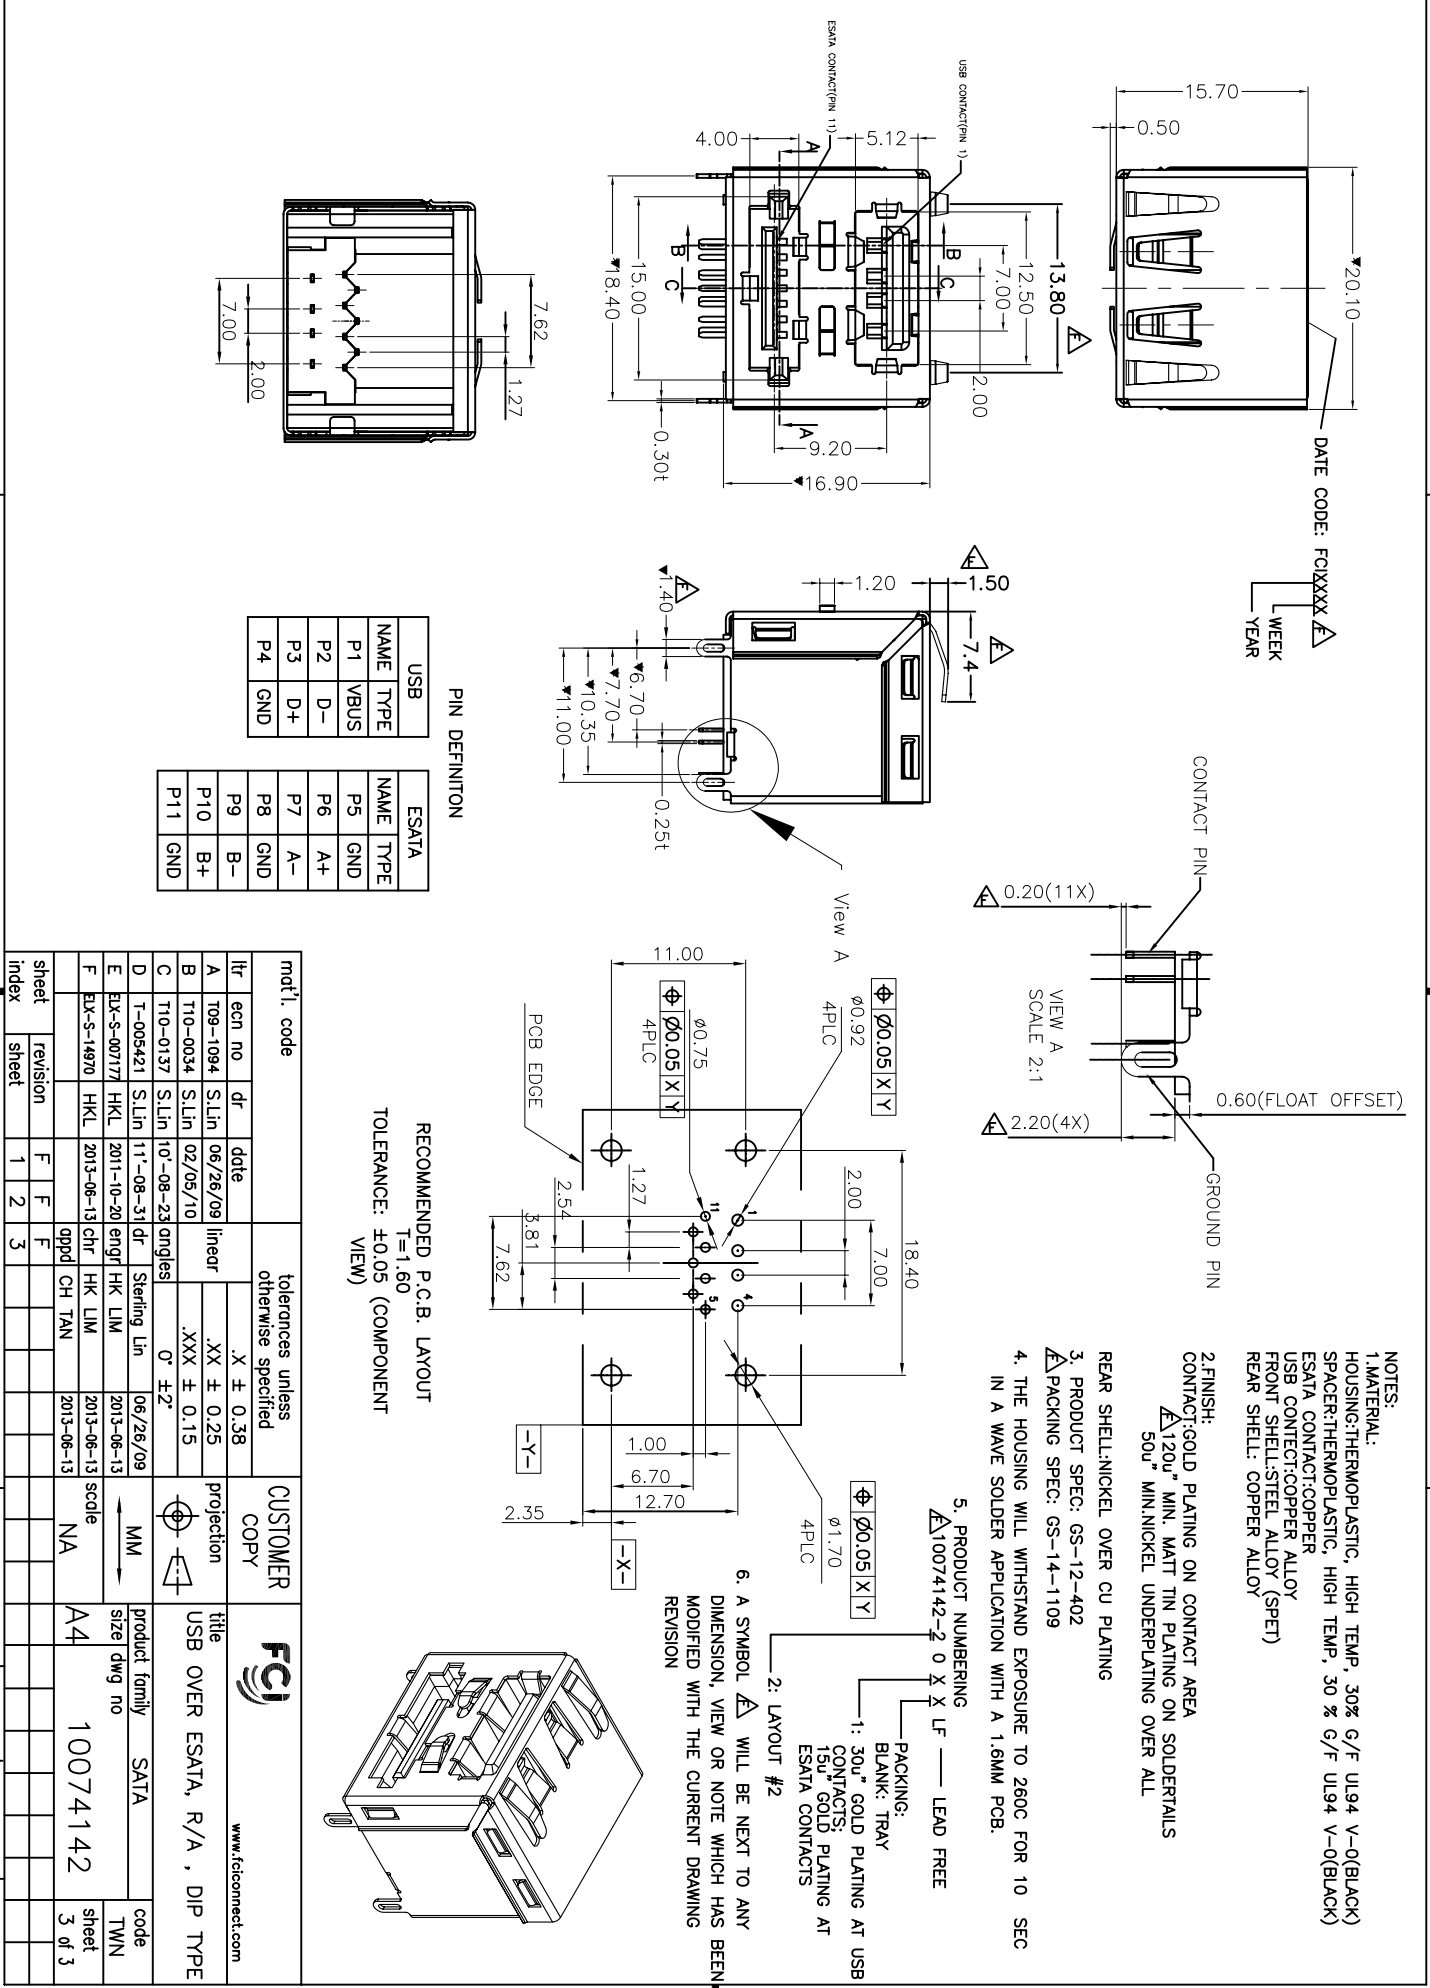 15.70
0.50
▼20.10
DATE CODE: FCIXXXX F
WEEK
YEAR
ESATA CONTACT(PIN 11)
USB CONTACT(PIN 1)
4.00
5.12
A
A
B
B
C
C
13.80 F
12.50
7.00
2.00
15.00
▼18.40
0.30t
9.20
▼16.90
7.62
1.27
7.00
2.00
F 1.50
1.20
7.4 F
F
▼1.40
▼6.70
▼7.70
▼10.35
▼11.00
0.25t
View A
CONTACT PIN
F 0.20(11X)
VIEW A
SCALE 2:1
0.60(FLOAT OFFSET)
F 2.20(4X)
GROUND PIN
PIN DEFINITON
USB
NAME TYPE
P1 VBUS
P2 D-
P3 D+
P4 GND
ESATA
NAME TYPE
P5 GND
P6 A+
P7 A-
P8 GND
P9 B-
P10 B+
P11 GND
11.00
⌖ Ø0.05 X Y
ø0.92
4PLC
ø0.75
4PLC
⌖ Ø0.05 X Y
PCB EDGE
18.40
7.00
2.00
1.27
2.54
3.81
7.62
1
4
11
5
1.00
6.70
12.70
2.35
-Y-
-X-
ø1.70
4PLC
⌖ Ø0.05 X Y
RECOMMENDED P.C.B. LAYOUT
T=1.60
TOLERANCE: ±0.05 (COMPONENT
VIEW)
NOTES:
1.MATERIAL:
HOUSING:THERMOPLASTIC, HIGH TEMP, 30% G/F UL94 V-0(BLACK)
SPACER:THERMOPLASTIC, HIGH TEMP, 30 % G/F UL94 V-0(BLACK)
ESATA CONTACT:COPPER
USB CONTECT:COPPER ALLOY
FRONT SHELL:STEEL ALLOY (SPET)
REAR SHELL: COPPER ALLOY
2.FINISH:
CONTACT:GOLD PLATING ON CONTACT AREA
F 120u" MIN. MATT TIN PLATING ON SOLDERTAILS
50u" MIN.NICKEL UNDERPLATING OVER ALL
REAR SHELL:NICKEL OVER CU PLATING
3. PRODUCT SPEC: GS-12-402
F PACKING SPEC: GS-14-1109
4. THE HOUSING WILL WITHSTAND EXPOSURE TO 260C FOR 10 SEC
IN A WAVE SOLDER APPLICATION WITH A 1.6MM PCB.
5. PRODUCT NUMBERING
F 10074142-2 0 X X LF — LEAD FREE
PACKING:
BLANK: TRAY
1: 30u" GOLD PLATING AT USB
CONTACTS;
15u" GOLD PLATING AT
ESATA CONTACTS
2: LAYOUT #2
6. A SYMBOL F WILL BE NEXT TO ANY
DIMENSION, VIEW OR NOTE WHICH HAS BEEN
MODIFIED WITH THE CURRENT DRAWING
REVISION
mat'l. code
ltr ecn no dr date
A T09-1094 S.Lin 06/26/09
B T10-0034 S.Lin 02/05/10
C T10-0137 S.Lin 10'-08-23
D T-005421 S.Lin 11'-08-31
E ELX-S-007177 HKL 2011-10-20
F ELX-S-14970 HKL 2013-06-13
tolerances unless
otherwise specified
linear
.X ± 0.38
.XX ± 0.25
.XXX ± 0.15
angles 0° ±2°
dr Sterling Lin 06/26/09
engr HK LIM 2013-06-13
chr HK LIM 2013-06-13
appd CH TAN 2013-06-13
sheet index
revision F F F
sheet 1 2 3
CUSTOMER
COPY
projection
MM
scale
NA
FCi
www.fciconnect.com
title
USB OVER ESATA, R/A , DIP TYPE
product family SATA
code
TWN
size
A4
dwg no
10074142
sheet
3 of 3